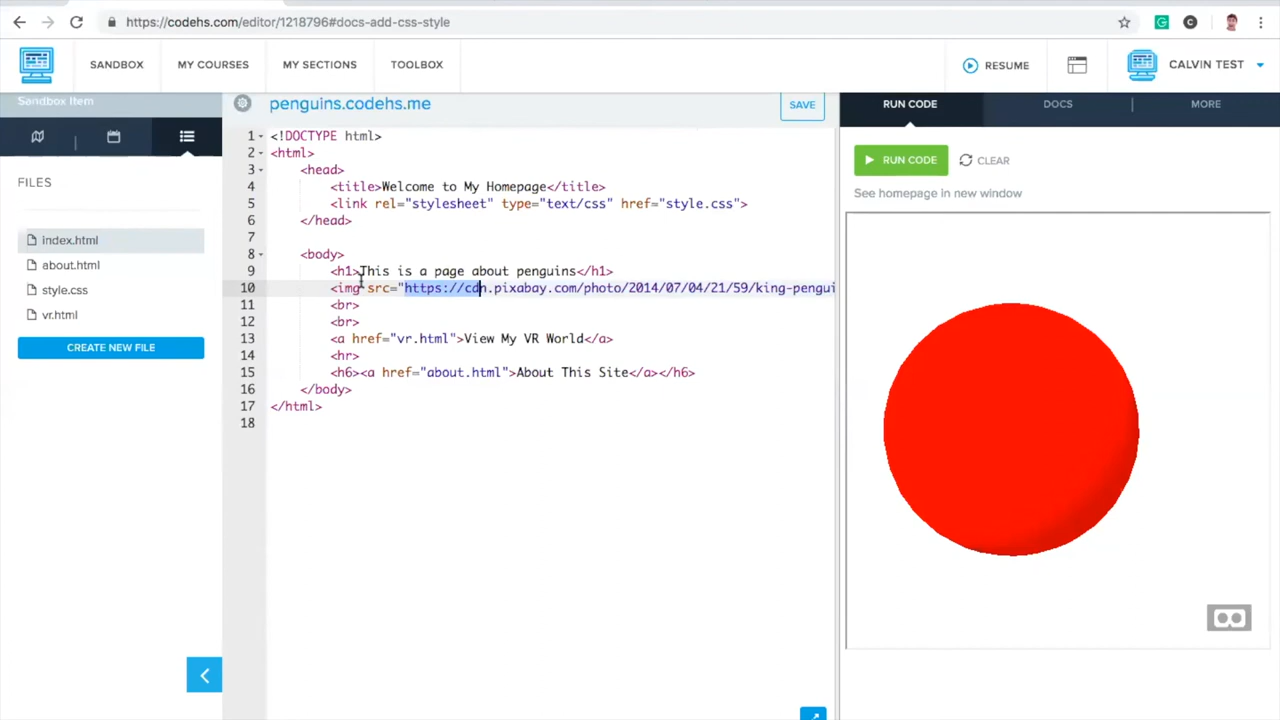 https://codehs.com/editor/1218796#docs-add-css-style
SANDBOX
MY COURSES
MY SECTIONS
TOOLBOX
RESUME
CALVIN TEST
Sandbox Item
penguins.codehs.me
SAVE
RUN CODE
DOCS
MORE
FILES
index.html
about.html
style.css
vr.html
CREATE NEW FILE
1 <!DOCTYPE html>
2 <html>
3 <head>
4 <title>Welcome to My Homepage</title>
5 <link rel="stylesheet" type="text/css" href="style.css">
6 </head>
7
8 <body>
9 <h1>This is a page about penguins</h1>
10 <img src="https://cdn.pixabay.com/photo/2014/07/04/21/59/king-pengui
11 <br>
12 <br>
13 <a href="vr.html">View My VR World</a>
14 <hr>
15 <h6><a href="about.html">About This Site</a></h6>
16 </body>
17 </html>
18
RUN CODE
CLEAR
See homepage in new window